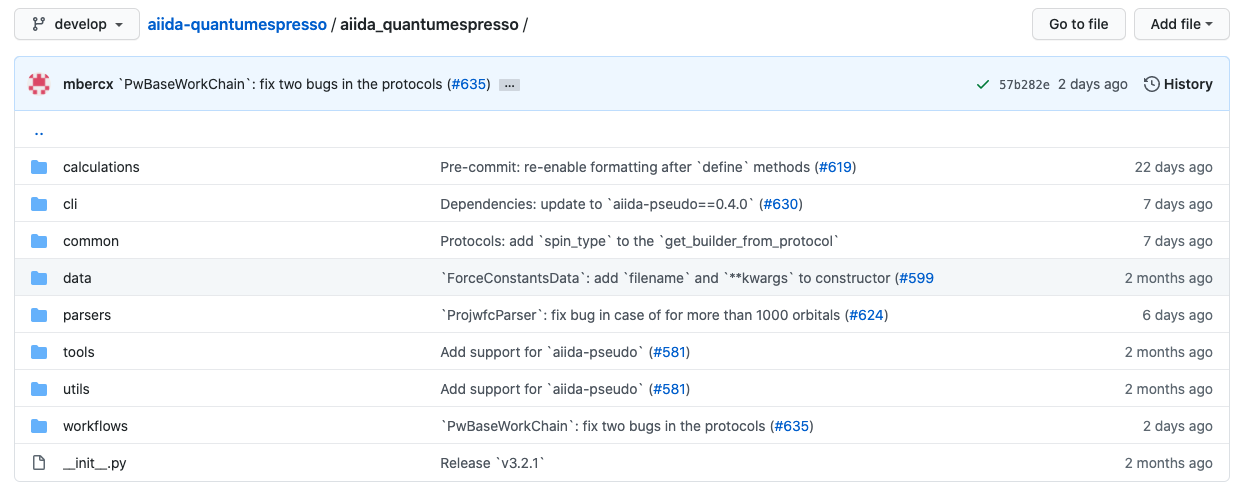 develop aiida-quantumespresso / aiida_quantumespresso / Go to file Add file
mbercx `PwBaseWorkChain`: fix two bugs in the protocols (#635) ... 57b282e 2 days ago History
..
calculations Pre-commit: re-enable formatting after `define` methods (#619) 22 days ago
cli Dependencies: update to `aiida-pseudo==0.4.0` (#630) 7 days ago
common Protocols: add `spin_type` to the `get_builder_from_protocol` 7 days ago
data `ForceConstantsData`: add `filename` and `**kwargs` to constructor (#599 2 months ago
parsers `ProjwfcParser`: fix bug in case of for more than 1000 orbitals (#624) 6 days ago
tools Add support for `aiida-pseudo` (#581) 2 months ago
utils Add support for `aiida-pseudo` (#581) 2 months ago
workflows `PwBaseWorkChain`: fix two bugs in the protocols (#635) 2 days ago
__init__.py Release `v3.2.1` 2 months ago